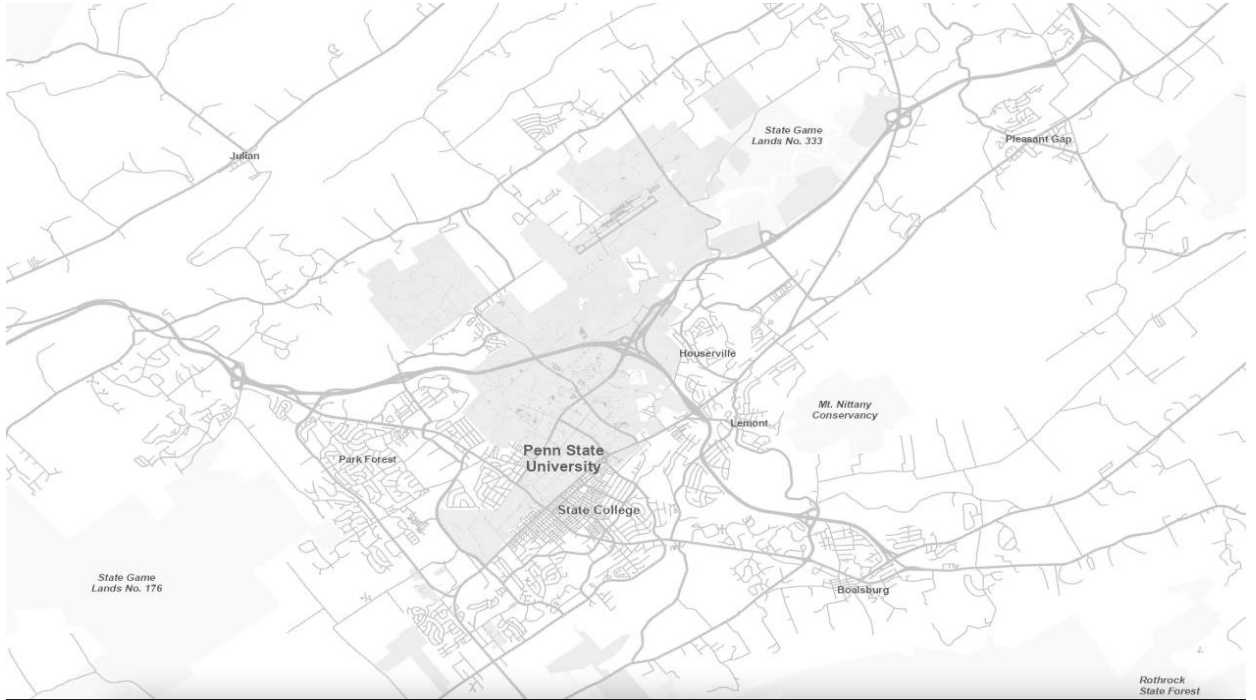 State Game
Lands No. 333
Pleasant Gap
Julian
Houserville
Mt. Nittany
Conservancy
Lemont
Park Forest
Penn State
University
State College
State Game
Lands No. 176
Boalsburg
Rothrock
State Forest